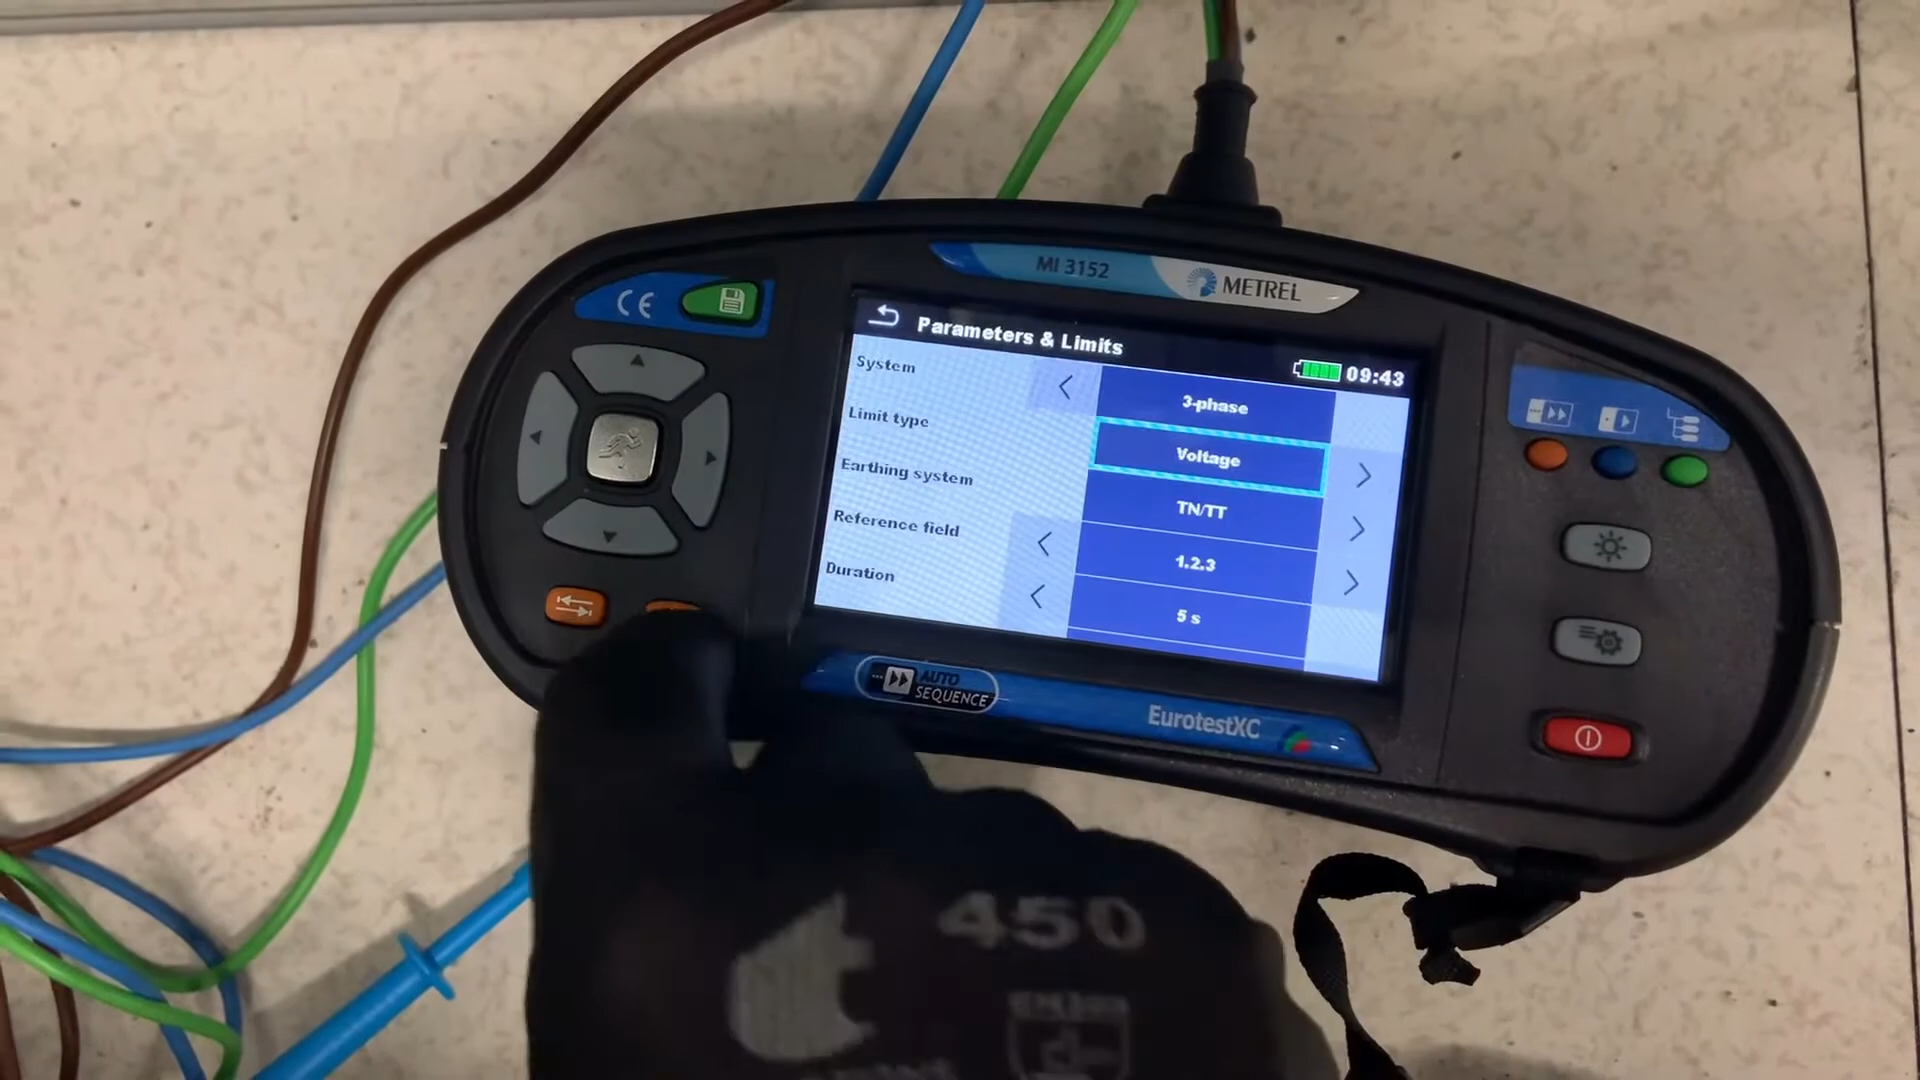 MI 3152
METREL
CE
Parameters & Limits
09:43
System
3-phase
Limit type
Voltage
Earthing system
TN/TT
Reference field
1.2.3
Duration
5 s
AUTO
SEQUENCE
EurotestXC
450